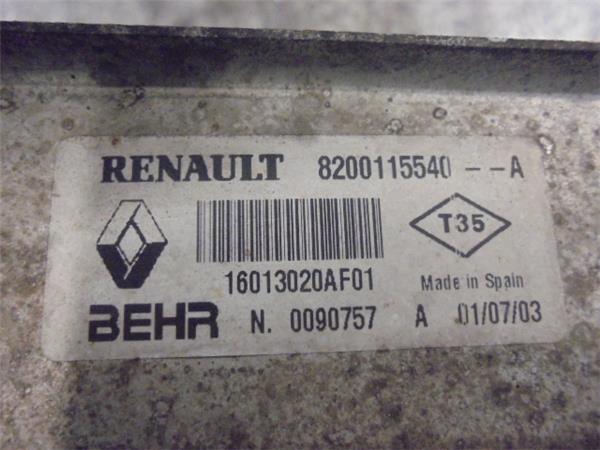 RENAULT 8200115540 --A
T35
16013020AF01 Made in Spain
BEHR N. 0090757 A 01/07/03